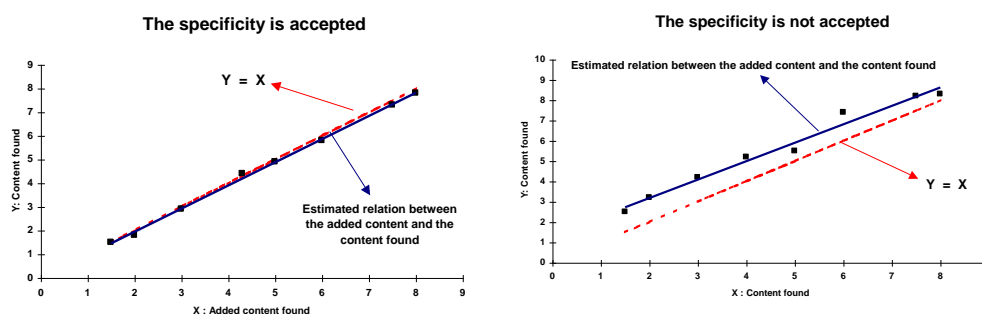 The specificity is accepted
9
8
7
6
5
4
3
2
1
0
Y: Content found
Y = X
Estimated relation between
the added content and the
content found
0 1 2 3 4 5 6 7 8 9
X : Added content found
The specificity is not accepted
10
9
8
7
6
5
4
3
2
1
0
Y: Content found
Estimated relation between the added content and the content found
Y = X
0 1 2 3 4 5 6 7 8
X : Content found